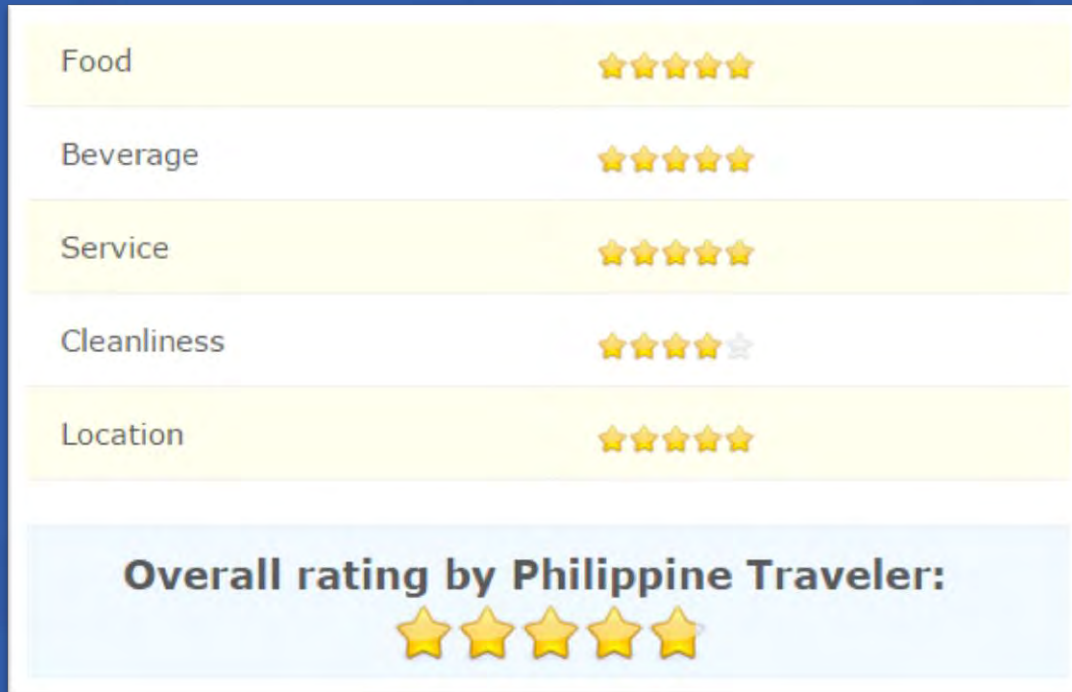 Food
Beverage
Service
Cleanliness
Location
Overall rating by Philippine Traveler: